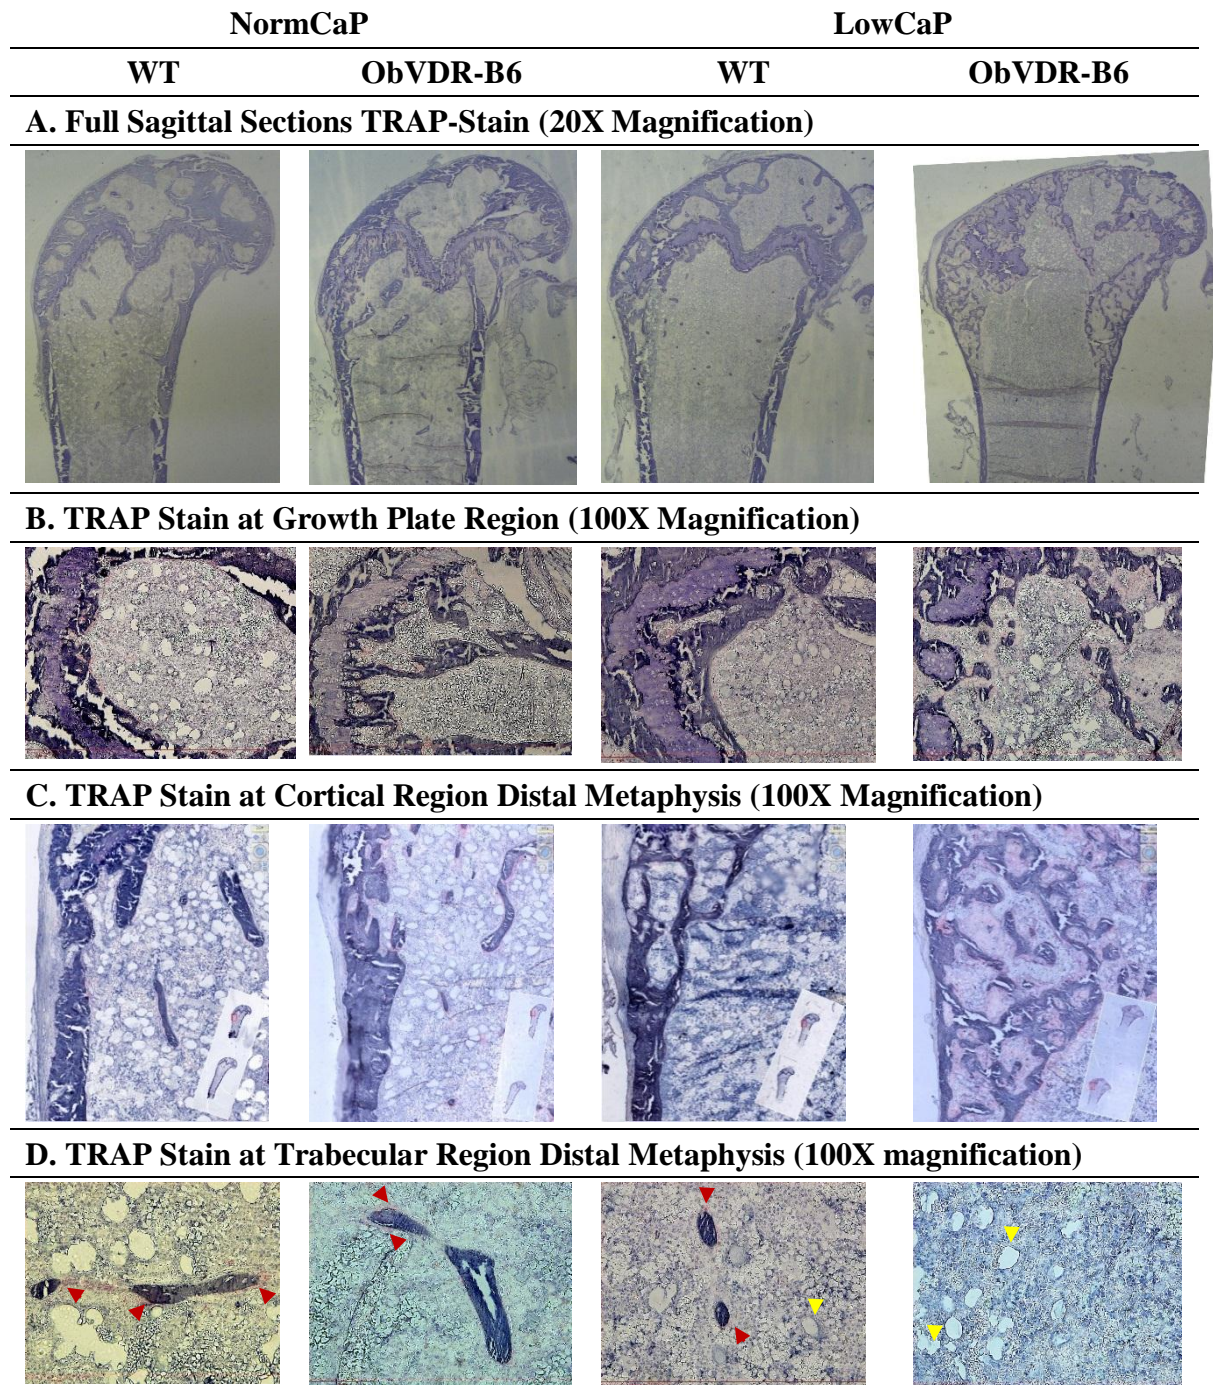 NormCaP LowCaP
WT ObVDR-B6 WT ObVDR-B6
A. Full Sagittal Sections TRAP-Stain (20X Magnification)
B. TRAP Stain at Growth Plate Region (100X Magnification)
C. TRAP Stain at Cortical Region Distal Metaphysis (100X Magnification)
D. TRAP Stain at Trabecular Region Distal Metaphysis (100X magnification)